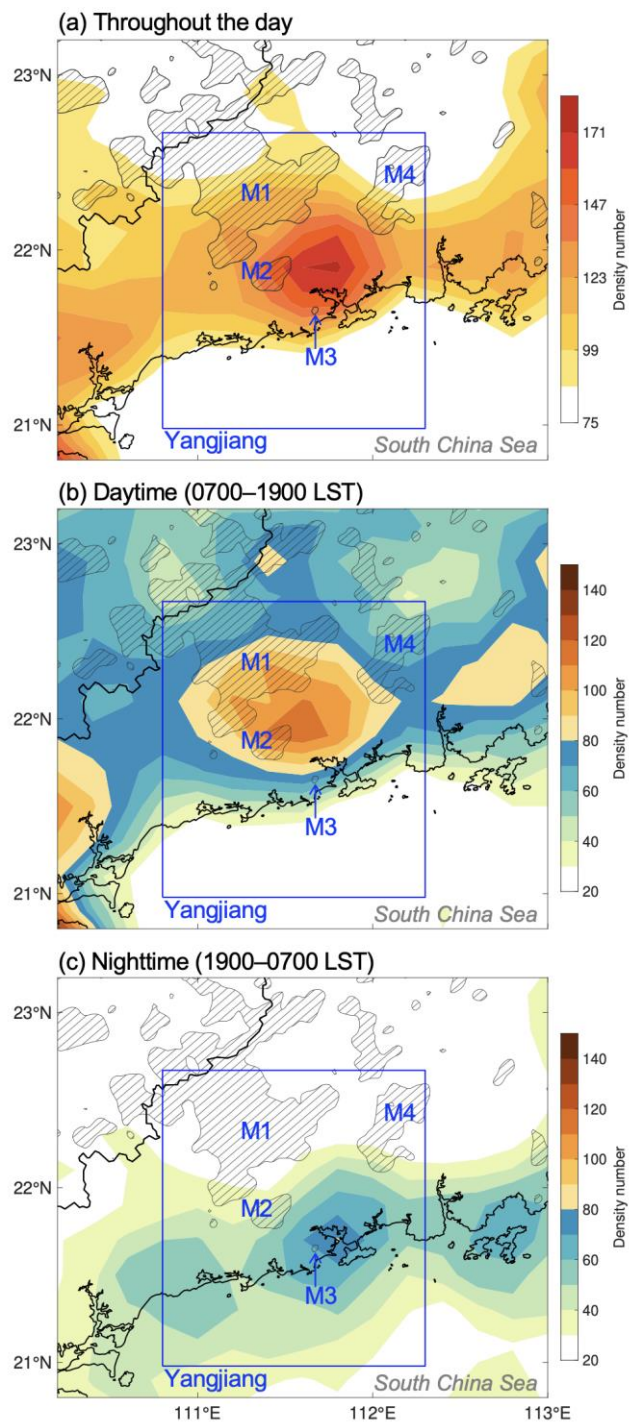 (a) Throughout the day
23°N
M4
M1
171
147
22°N
M2
123
Density number
M3
99
21°N
Yangjiang
South China Sea
75
(b) Daytime (0700–1900 LST)
23°N
140
M4
M1
120
100
22°N
M2
80
Density number
60
M3
40
21°N
Yangjiang
South China Sea
20
(c) Nighttime (1900–0700 LST)
23°N
140
M4
M1
120
100
22°N
M2
80
Density number
60
M3
40
21°N
Yangjiang
South China Sea
20
111°E
112°E
113°E